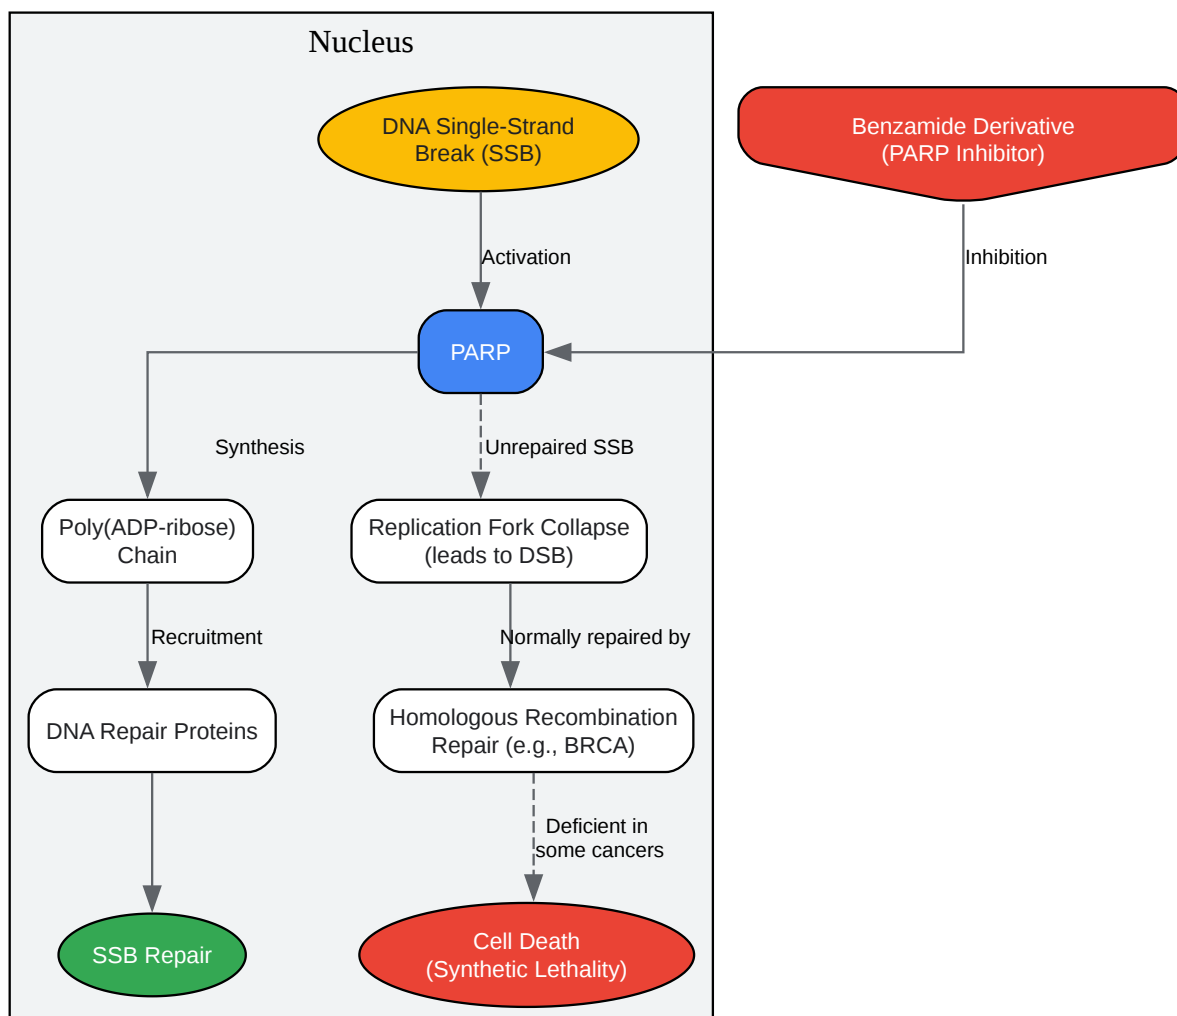 Nucleus
DNA Single-Strand
Break (SSB)
Benzamide Derivative
(PARP Inhibitor)
Activation
Inhibition
PARP
Synthesis
Unrepaired SSB
Poly(ADP-ribose)
Chain
Replication Fork Collapse
(leads to DSB)
Recruitment
Normally repaired by
DNA Repair Proteins
Homologous Recombination
Repair (e.g., BRCA)
Deficient in
some cancers
SSB Repair
Cell Death
(Synthetic Lethality)